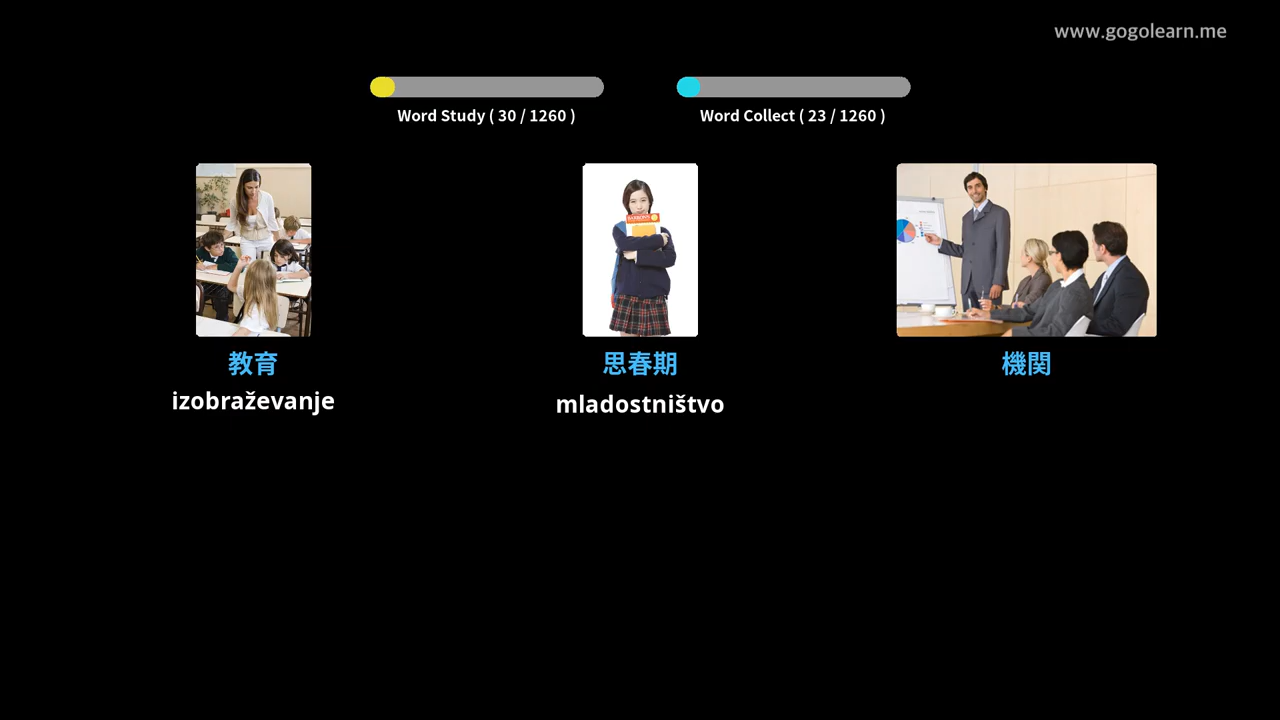 www.gogolearn.me
Word Study ( 30 / 1260 )
Word Collect ( 23 / 1260 )
教育
思春期
機関
izobraževanje
mladostništvo